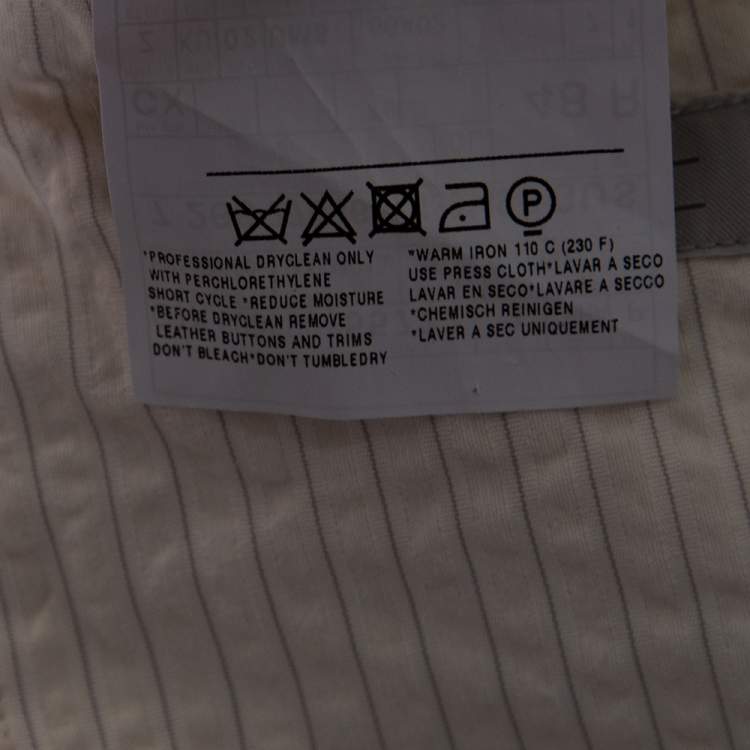 P
*PROFESSIONAL DRYCLEAN ONLY
WITH PERCHLORETHYLENE
SHORT CYCLE *REDUCE MOISTURE
*BEFORE DRYCLEAN REMOVE
LEATHER BUTTONS AND TRIMS
DON'T BLEACH*DON'T TUMBLEDRY
*WARM IRON 110 C (230 F)
USE PRESS CLOTH*LAVAR A SECO
LAVAR EN SECO*LAVARE A SECCO
*CHEMISCH REINIGEN
*LAVER A SEC UNIQUEMENT